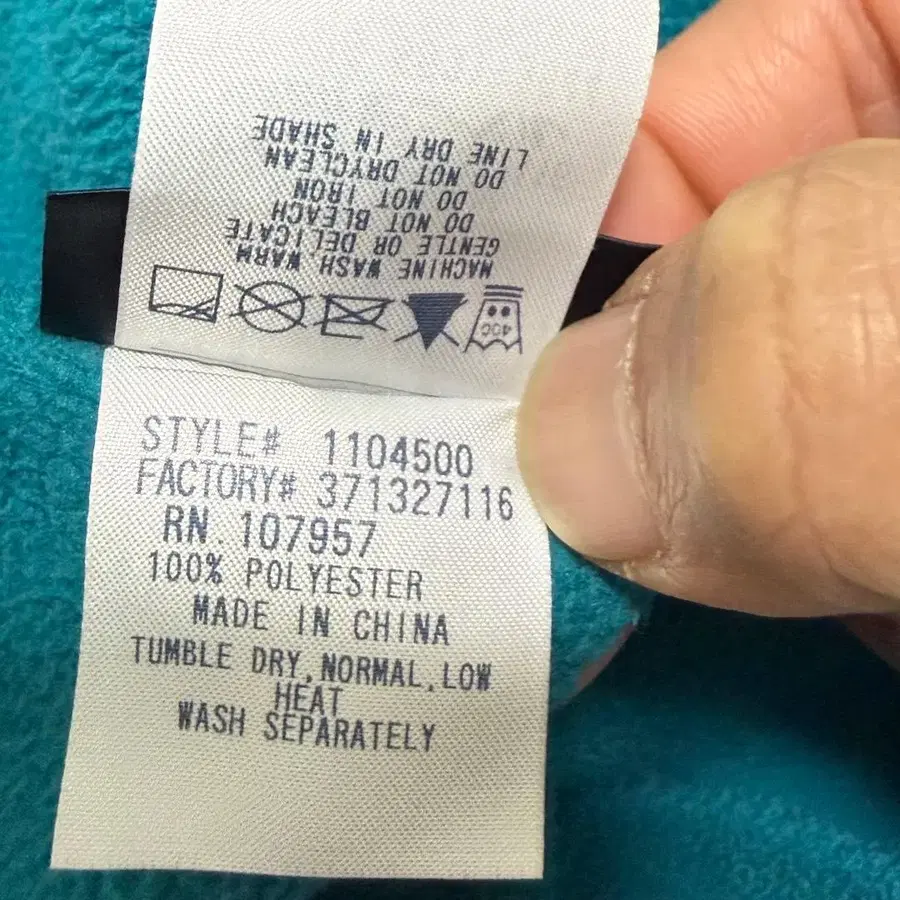 MACHINE WASH WARM
GENTLE OR DELICATE
DO NOT BLEACH
DO NOT IRON
DO NOT DRYCLEAN
LINE DRY IN SHADE
40C
STYLE# 1104500
FACTORY# 371327116
RN. 107957
100% POLYESTER
MADE IN CHINA
TUMBLE DRY,NORMAL,LOW
HEAT
WASH SEPARATELY